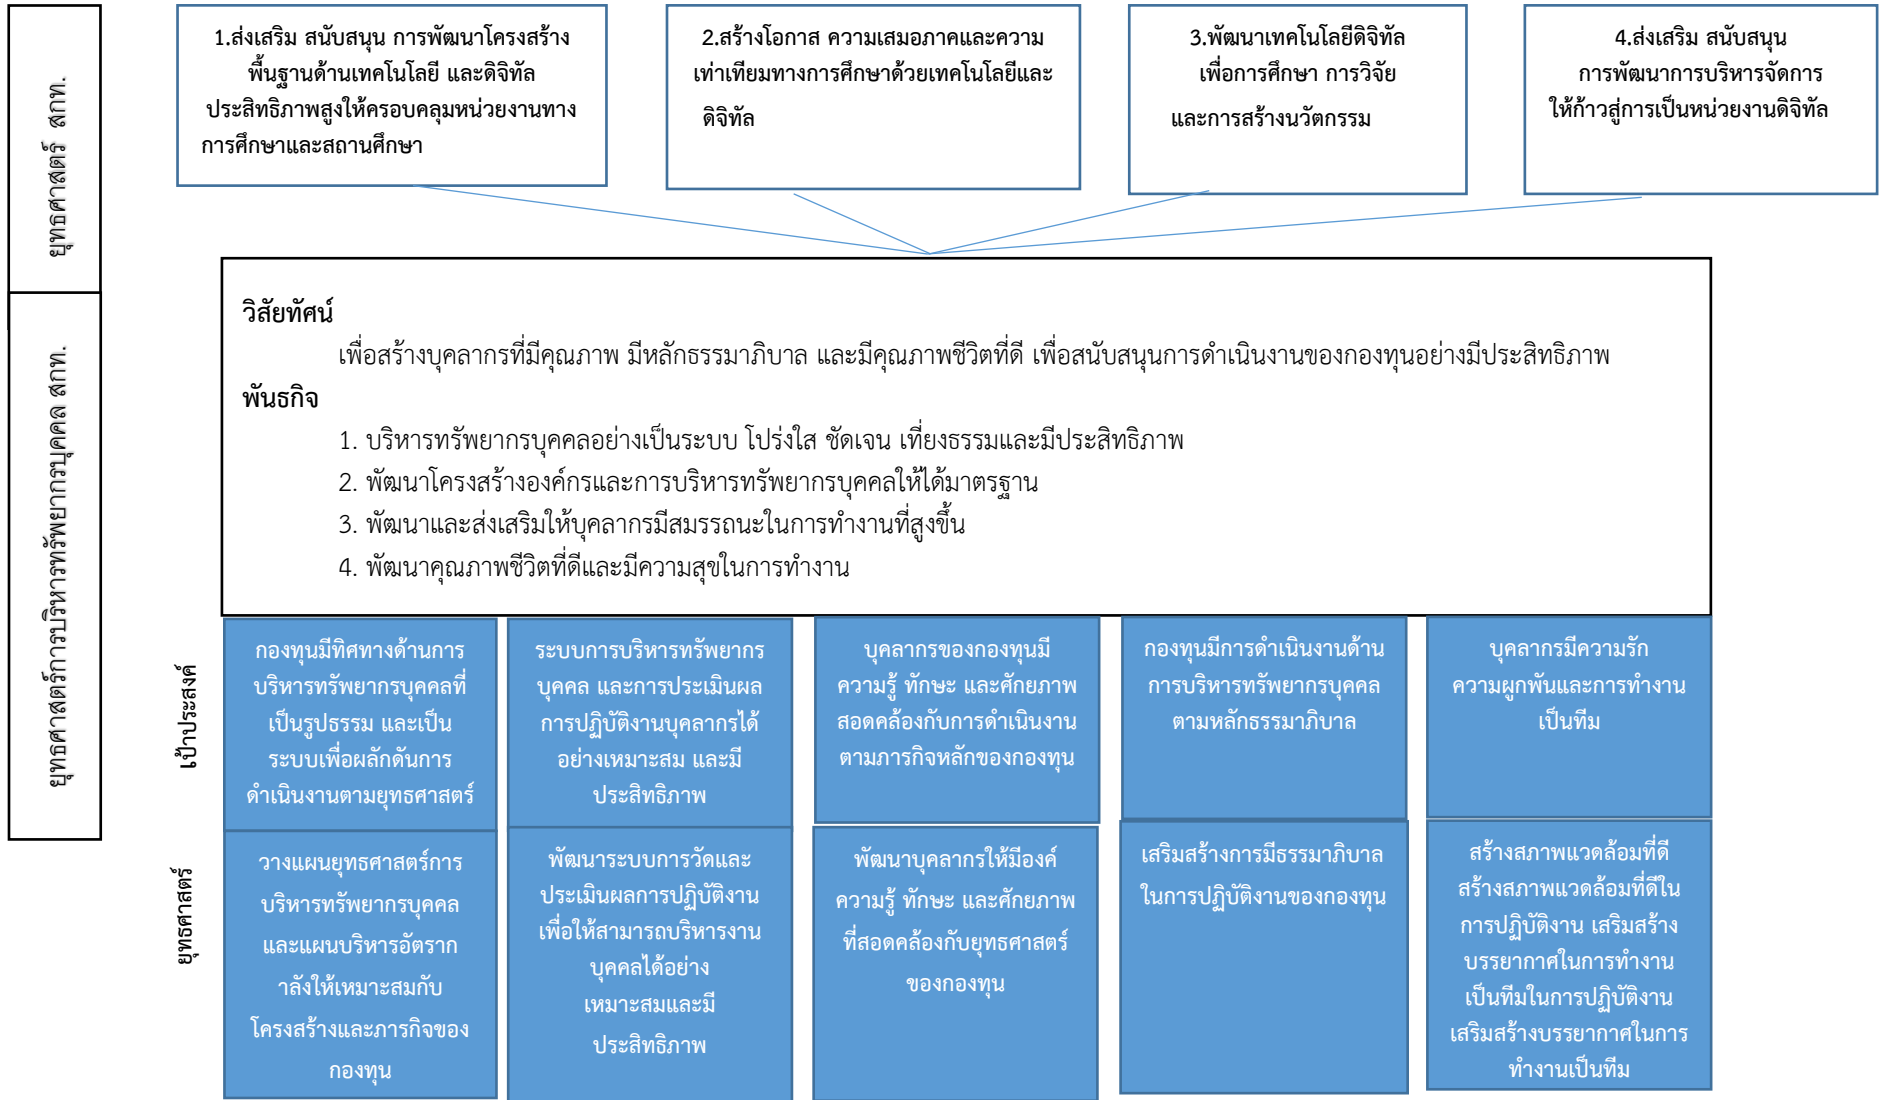 ยุทธศาสตร์ สกท.
1.ส่งเสริม สนับสนุน การพัฒนาโครงสร้าง
พื้นฐานด้านเทคโนโลยี และดิจิทัล
ประสิทธิภาพสูงให้ครอบคลุมหน่วยงานทาง
การศึกษาและสถานศึกษา
2.สร้างโอกาส ความเสมอภาคและความ
เท่าเทียมทางการศึกษาด้วยเทคโนโลยีและ
ดิจิทัล
3.พัฒนาเทคโนโลยีดิจิทัล
เพื่อการศึกษา การวิจัย
และการสร้างนวัตกรรม
4.ส่งเสริม สนับสนุน
การพัฒนาการบริหารจัดการ
ให้ก้าวสู่การเป็นหน่วยงานดิจิทัล
ยุทธศาสตร์การบริหารทรัพยากรบุคคล สกท.
วิสัยทัศน์
เพื่อสร้างบุคลากรที่มีคุณภาพ มีหลักธรรมาภิบาล และมีคุณภาพชีวิตที่ดี เพื่อสนับสนุนการดำเนินงานของกองทุนอย่างมีประสิทธิภาพ
พันธกิจ
1. บริหารทรัพยากรบุคคลอย่างเป็นระบบ โปร่งใส ชัดเจน เที่ยงธรรมและมีประสิทธิภาพ
2. พัฒนาโครงสร้างองค์กรและการบริหารทรัพยากรบุคคลให้ได้มาตรฐาน
3. พัฒนาและส่งเสริมให้บุคลากรมีสมรรถนะในการทำงานที่สูงขึ้น
4. พัฒนาคุณภาพชีวิตที่ดีและมีความสุขในการทำงาน
เป้าประสงค์
กองทุนมีทิศทางด้านการ
บริหารทรัพยากรบุคคลที่
เป็นรูปธรรม และเป็น
ระบบเพื่อผลักดันการ
ดำเนินงานตามยุทธศาสตร์
ระบบการบริหารทรัพยากร
บุคคล และการประเมินผล
การปฏิบัติงานบุคลากรได้
อย่างเหมาะสม และมี
ประสิทธิภาพ
บุคลากรของกองทุนมี
ความรู้ ทักษะ และศักยภาพ
สอดคล้องกับการดำเนินงาน
ตามภารกิจหลักของกองทุน
กองทุนมีการดำเนินงานด้าน
การบริหารทรัพยากรบุคคล
ตามหลักธรรมาภิบาล
บุคลากรมีความรัก
ความผูกพันและการทำงาน
เป็นทีม
ยุทธศาสตร์
วางแผนยุทธศาสตร์การ
บริหารทรัพยากรบุคคล
และแผนบริหารอัตราก
าลังให้เหมาะสมกับ
โครงสร้างและภารกิจของ
กองทุน
พัฒนาระบบการวัดและ
ประเมินผลการปฏิบัติงาน
เพื่อให้สามารถบริหารงาน
บุคคลได้อย่าง
เหมาะสมและมี
ประสิทธิภาพ
พัฒนาบุคลากรให้มีองค์
ความรู้ ทักษะ และศักยภาพ
ที่สอดคล้องกับยุทธศาสตร์
ของกองทุน
เสริมสร้างการมีธรรมาภิบาล
ในการปฏิบัติงานของกองทุน
สร้างสภาพแวดล้อมที่ดี
สร้างสภาพแวดล้อมที่ดีใน
การปฏิบัติงาน เสริมสร้าง
บรรยากาศในการทำงาน
เป็นทีมในการปฏิบัติงาน
เสริมสร้างบรรยากาศในการ
ทำงานเป็นทีม